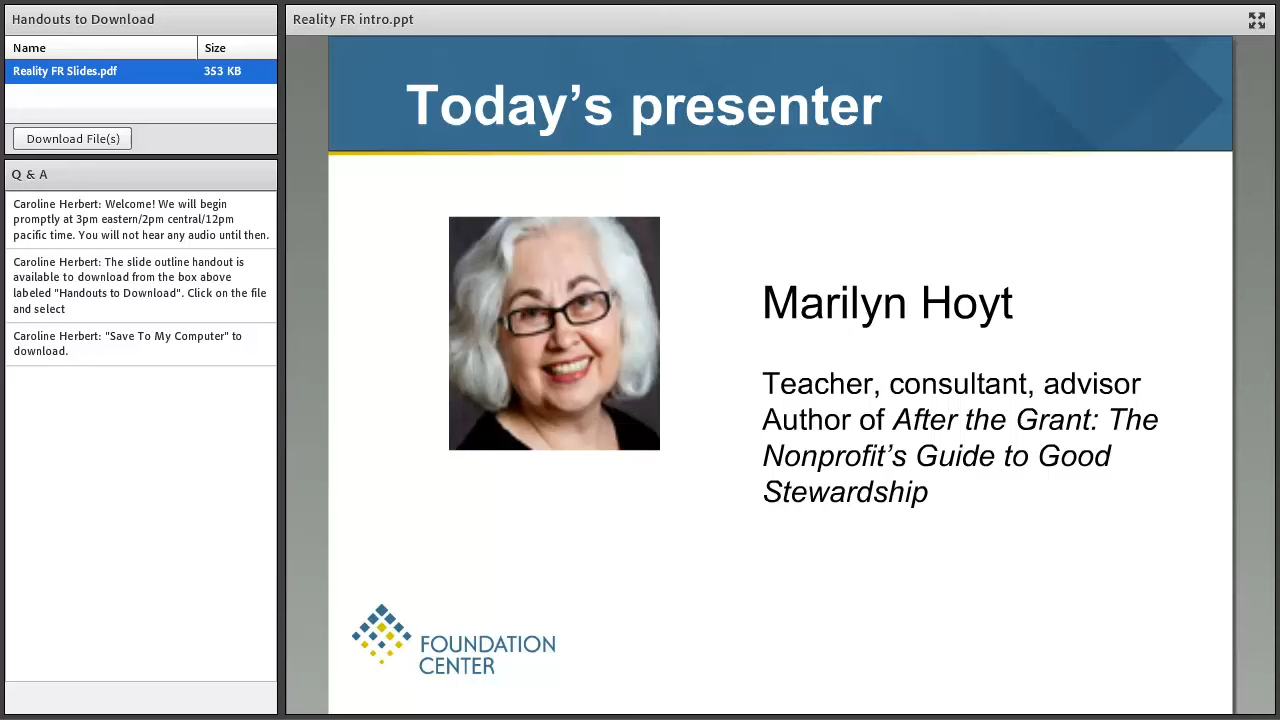 Handouts to Download
Name Size
Reality FR Slides.pdf 353 KB
Download File(s)
Q & A
Caroline Herbert: Welcome! We will begin
promptly at 3pm eastern/2pm central/12pm
pacific time. You will not hear any audio until then.
Caroline Herbert: The slide outline handout is
available to download from the box above
labeled "Handouts to Download". Click on the file
and select
Caroline Herbert: "Save To My Computer" to
download.
Reality FR intro.ppt
Today’s presenter
Marilyn Hoyt
Teacher, consultant, advisor
Author of After the Grant: The
Nonprofit’s Guide to Good
Stewardship
FOUNDATION
CENTER